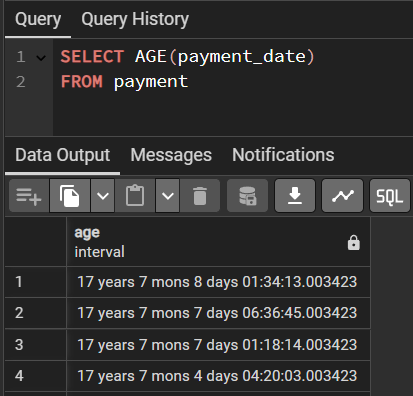 Query Query History
1 SELECT AGE(payment_date)
2 FROM payment
Data Output Messages Notifications
SQL
age
interval
1 17 years 7 mons 8 days 01:34:13.003423
2 17 years 7 mons 7 days 06:36:45.003423
3 17 years 7 mons 7 days 01:18:14.003423
4 17 years 7 mons 4 days 04:20:03.003423